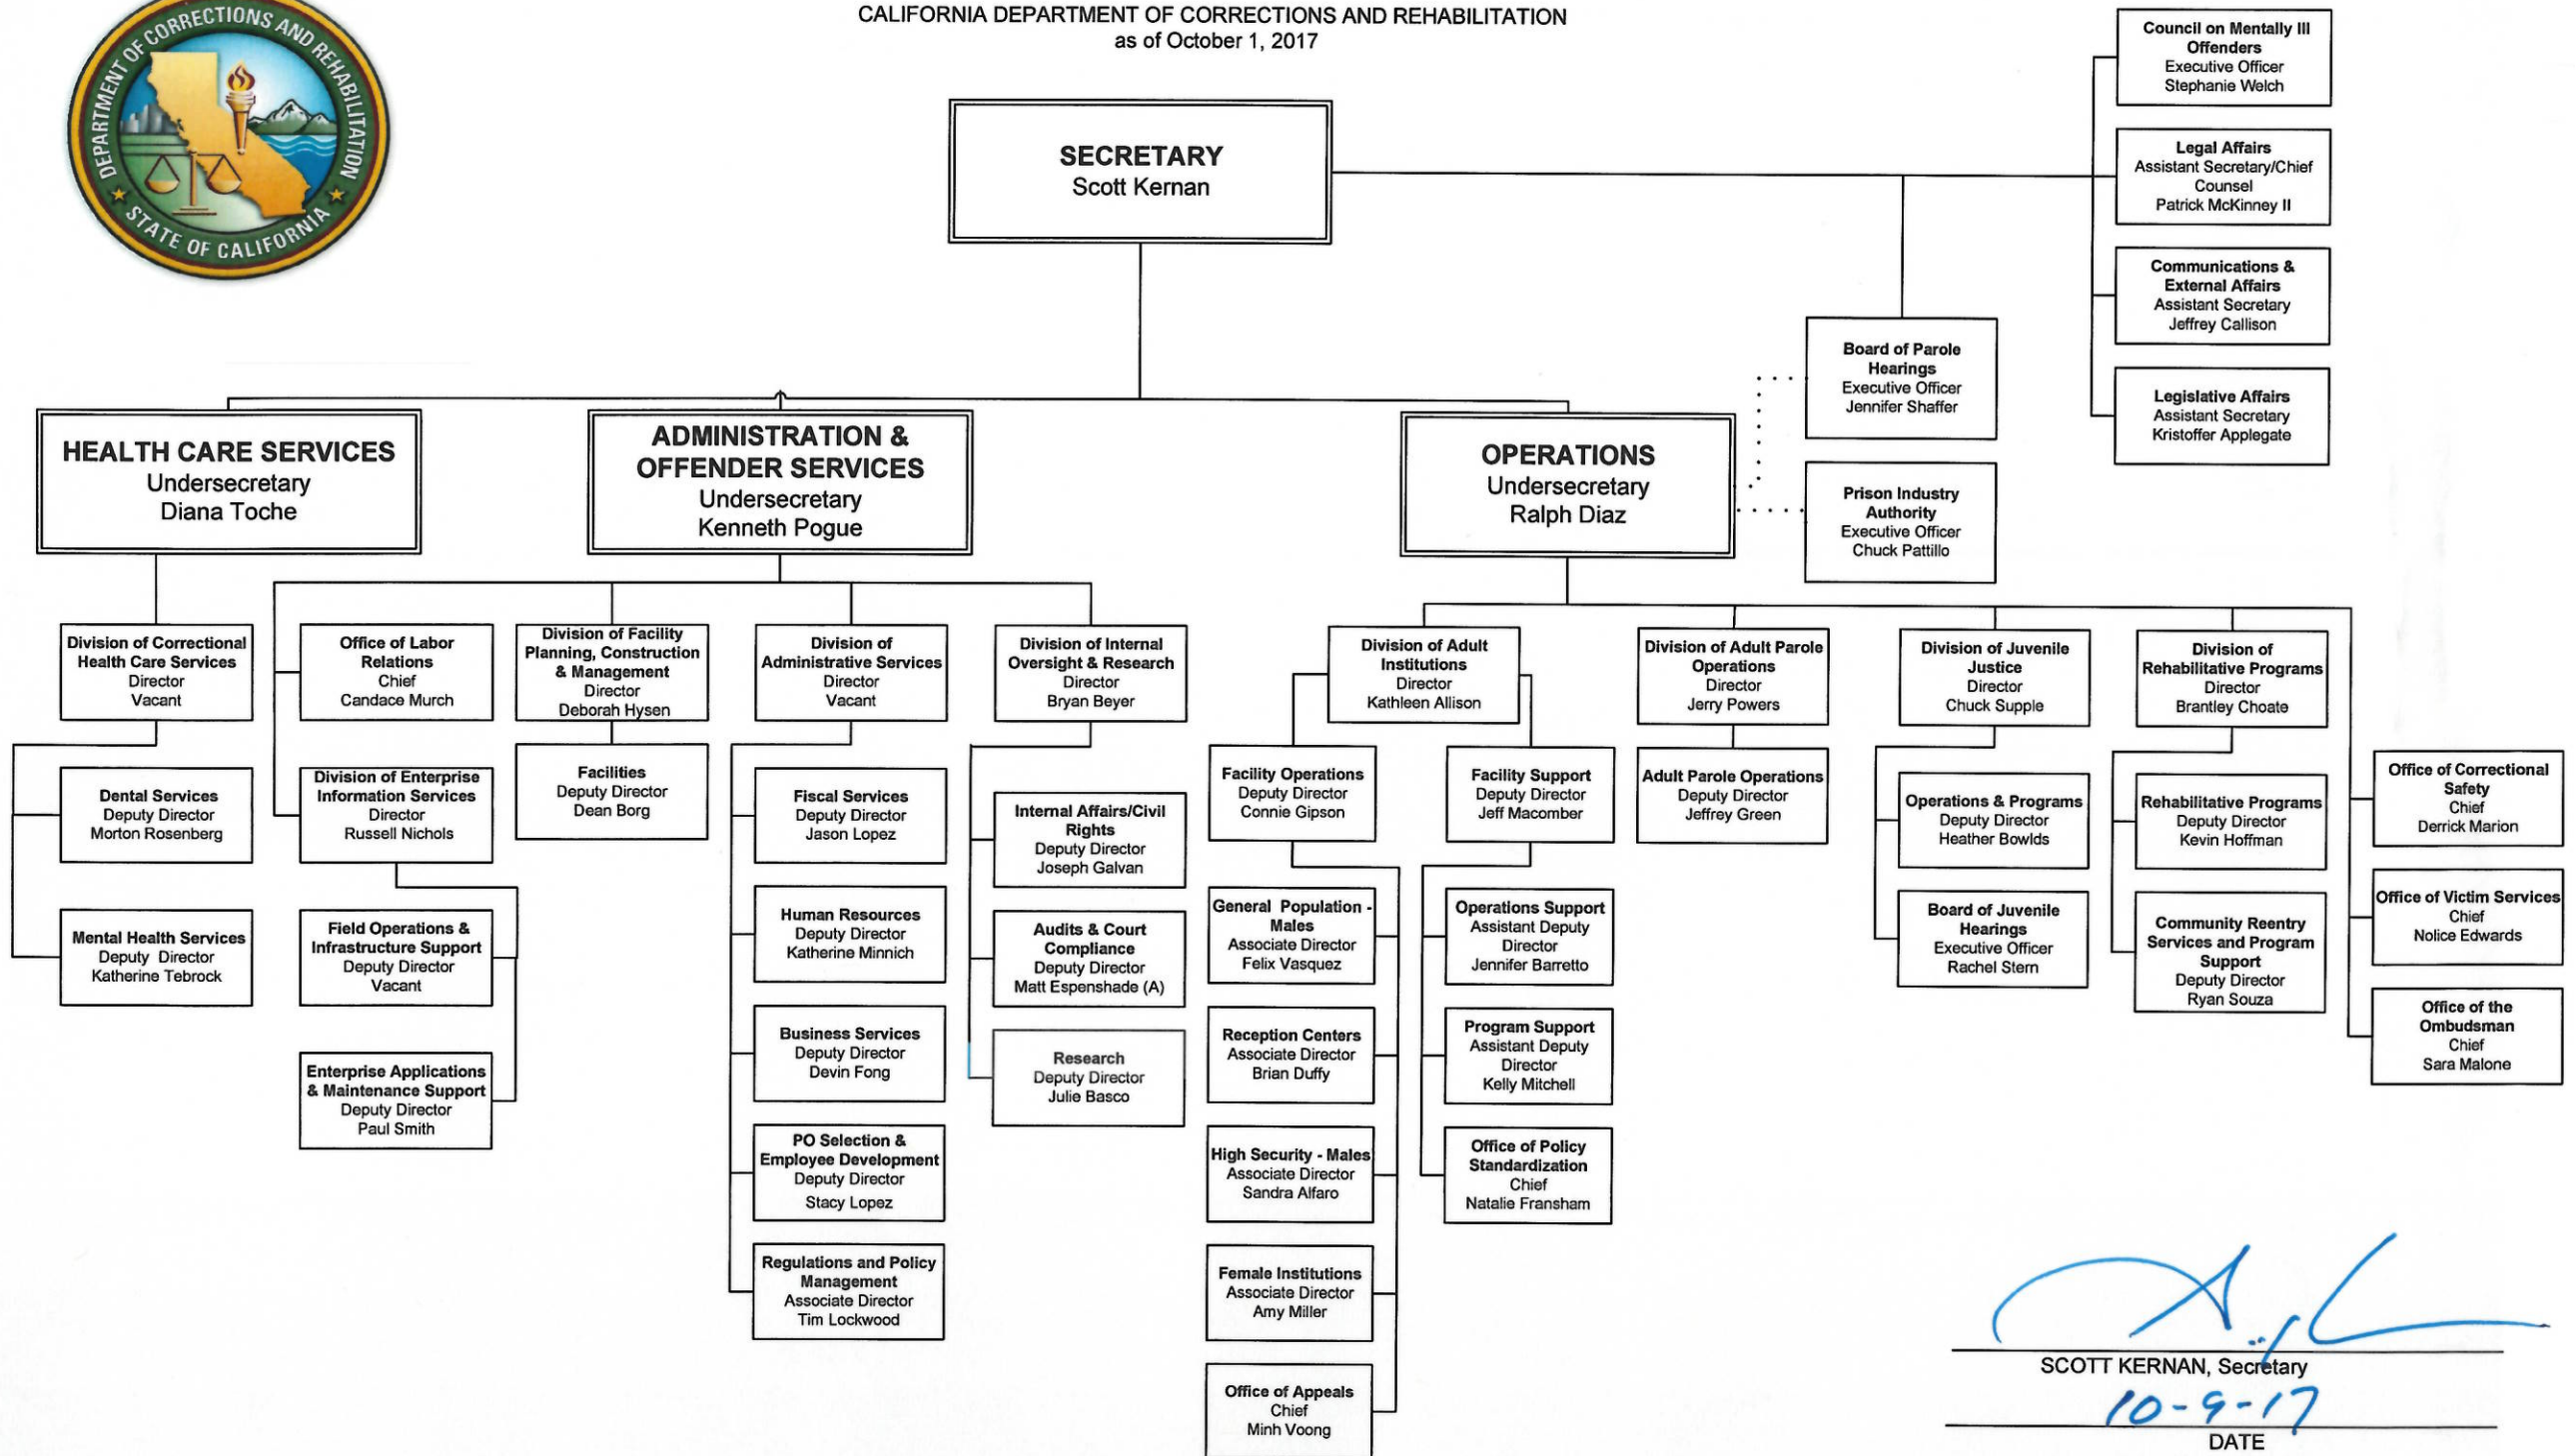 DEPARTMENT OF CORRECTIONS AND REHABILITATION
STATE OF CALIFORNIA
CALIFORNIA DEPARTMENT OF CORRECTIONS AND REHABILITATION
as of October 1, 2017
SECRETARY
Scott Kernan
Council on Mentally Ill
Offenders
Executive Officer
Stephanie Welch
Legal Affairs
Assistant Secretary/Chief
Counsel
Patrick McKinney II
Communications &
External Affairs
Assistant Secretary
Jeffrey Callison
Legislative Affairs
Assistant Secretary
Kristoffer Applegate
Board of Parole
Hearings
Executive Officer
Jennifer Shaffer
Prison Industry
Authority
Executive Officer
Chuck Pattillo
HEALTH CARE SERVICES
Undersecretary
Diana Toche
ADMINISTRATION &
OFFENDER SERVICES
Undersecretary
Kenneth Pogue
OPERATIONS
Undersecretary
Ralph Diaz
Division of Correctional
Health Care Services
Director
Vacant
Dental Services
Deputy Director
Morton Rosenberg
Mental Health Services
Deputy Director
Katherine Tebrock
Office of Labor
Relations
Chief
Candace Murch
Division of Enterprise
Information Services
Director
Russell Nichols
Field Operations &
Infrastructure Support
Deputy Director
Vacant
Enterprise Applications
& Maintenance Support
Deputy Director
Paul Smith
Division of Facility
Planning, Construction
& Management
Director
Deborah Hysen
Facilities
Deputy Director
Dean Borg
Division of
Administrative Services
Director
Vacant
Fiscal Services
Deputy Director
Jason Lopez
Human Resources
Deputy Director
Katherine Minnich
Business Services
Deputy Director
Devin Fong
PO Selection &
Employee Development
Deputy Director
Stacy Lopez
Regulations and Policy
Management
Associate Director
Tim Lockwood
Division of Internal
Oversight & Research
Director
Bryan Beyer
Internal Affairs/Civil
Rights
Deputy Director
Joseph Galvan
Audits & Court
Compliance
Deputy Director
Matt Espenshade (A)
Research
Deputy Director
Julie Basco
Division of Adult
Institutions
Director
Kathleen Allison
Facility Operations
Deputy Director
Connie Gipson
General Population -
Males
Associate Director
Felix Vasquez
Reception Centers
Associate Director
Brian Duffy
High Security - Males
Associate Director
Sandra Alfaro
Female Institutions
Associate Director
Amy Miller
Office of Appeals
Chief
Minh Voong
Facility Support
Deputy Director
Jeff Macomber
Operations Support
Assistant Deputy
Director
Jennifer Barretto
Program Support
Assistant Deputy
Director
Kelly Mitchell
Office of Policy
Standardization
Chief
Natalie Fransham
Division of Adult Parole
Operations
Director
Jerry Powers
Adult Parole Operations
Deputy Director
Jeffrey Green
Division of Juvenile
Justice
Director
Chuck Supple
Operations & Programs
Deputy Director
Heather Bowlds
Board of Juvenile
Hearings
Executive Officer
Rachel Stern
Division of
Rehabilitative Programs
Director
Brantley Choate
Rehabilitative Programs
Deputy Director
Kevin Hoffman
Community Reentry
Services and Program
Support
Deputy Director
Ryan Souza
Office of Correctional
Safety
Chief
Derrick Marion
Office of Victim Services
Chief
Nolice Edwards
Office of the
Ombudsman
Chief
Sara Malone
SCOTT KERNAN, Secretary
10-9-17
DATE